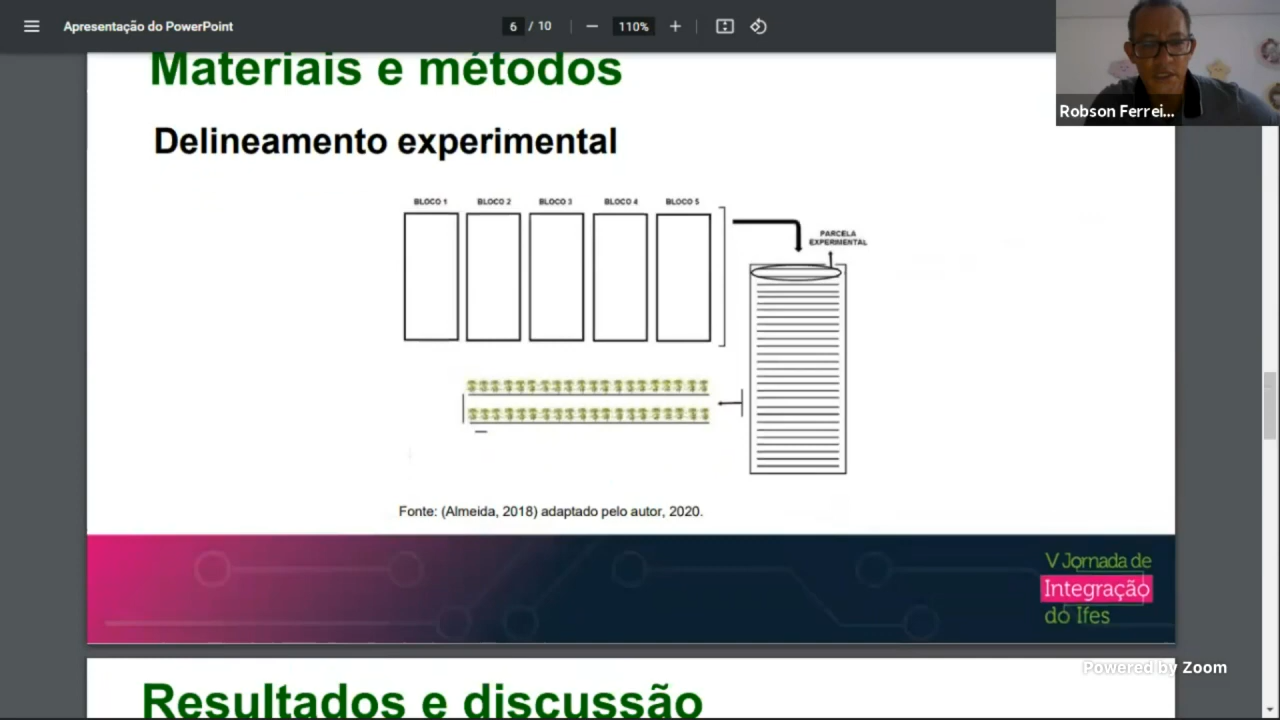 Apresentação do PowerPoint
6 / 10
110%
Robson Ferrei...
Materiais e métodos
Delineamento experimental
BLOCO 1 BLOCO 2 BLOCO 3 BLOCO 4 BLOCO 5
PARCELA
EXPERIMENTAL
Fonte: (Almeida, 2018) adaptado pelo autor, 2020.
V Jornada de
Integração
do Ifes
Powered by Zoom
Resultados e discussão